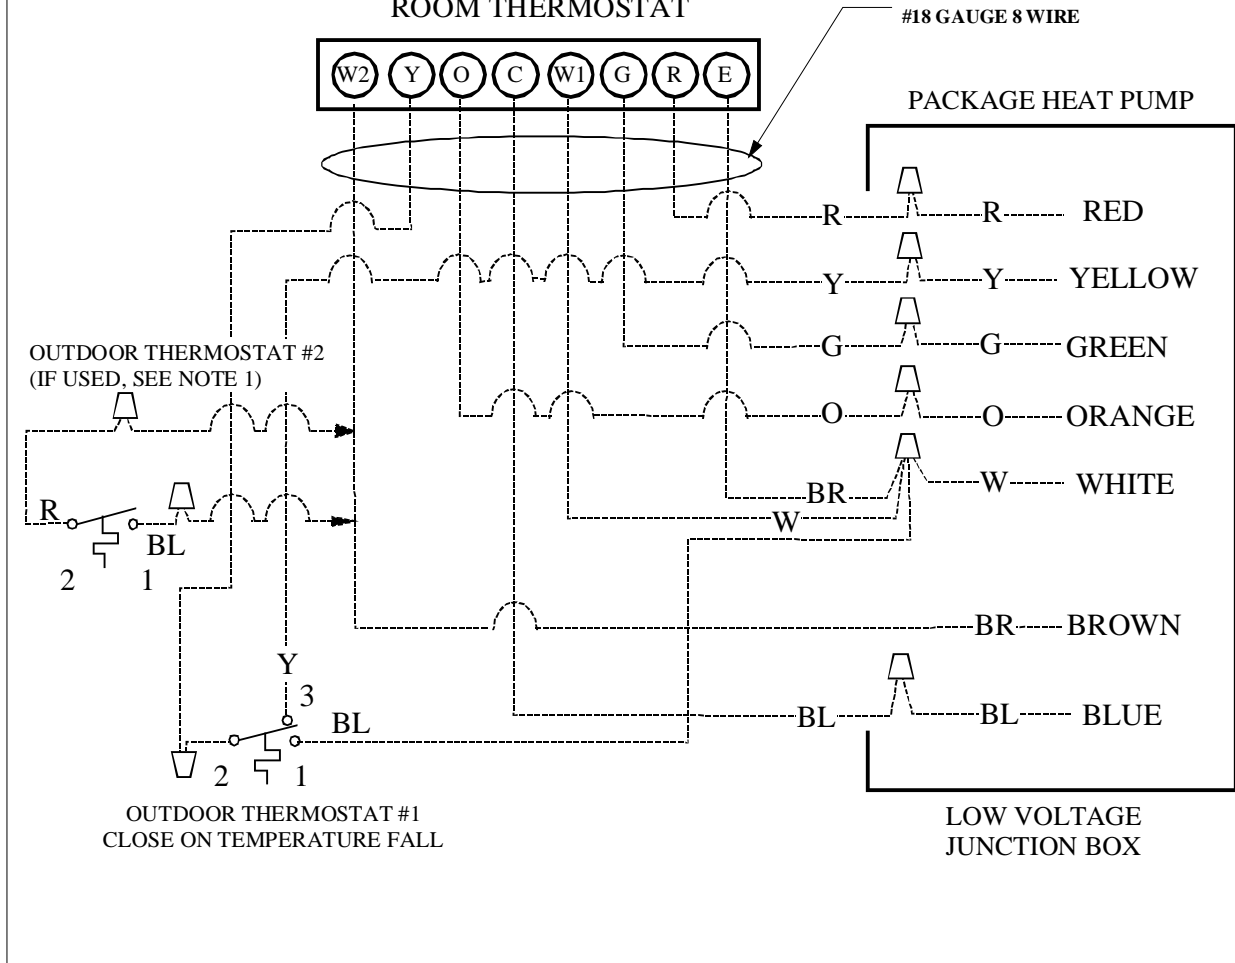 ROOM THERMOSTAT
#18 GAUGE 8 WIRE
W2 Y O C W1 G R E
PACKAGE HEAT PUMP
R R RED
Y Y YELLOW
G G GREEN
OUTDOOR THERMOSTAT #2
(IF USED, SEE NOTE 1)
O O ORANGE
W WHITE
BR
W
R
BL
2 1
BR BROWN
Y
3
BL
BL BL BLUE
2 1
OUTDOOR THERMOSTAT #1
CLOSE ON TEMPERATURE FALL
LOW VOLTAGE
JUNCTION BOX